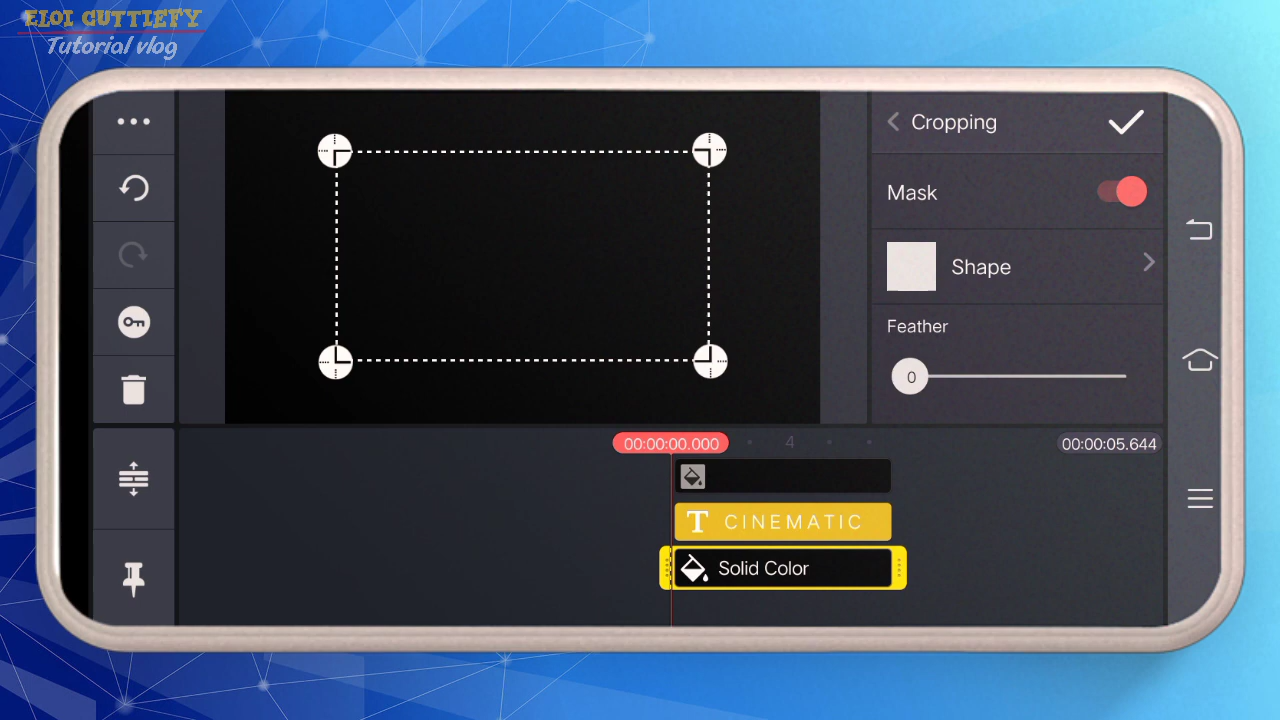 ELOI CUTTIEFY
Tutorial vlog
Cropping
Mask
Shape
Feather
0
00:00:00.000
4
00:00:05.644
T CINEMATIC
Solid Color